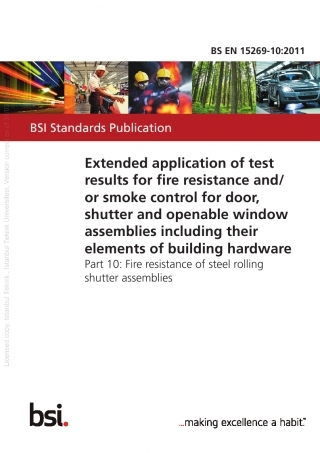 BS EN 15269-10:2011
BSI Standards Publication
Extended application of test
results for fire resistance and/
or smoke control for door,
shutter and openable window
assemblies including their
elements of building hardware
Part 10: Fire resistance of steel rolling
shutter assemblies
bsi.
...making excellence a habit.™
Licensed copy: Istanbul Teknik , Istanbul Teknik Universitesi, Version correct as of